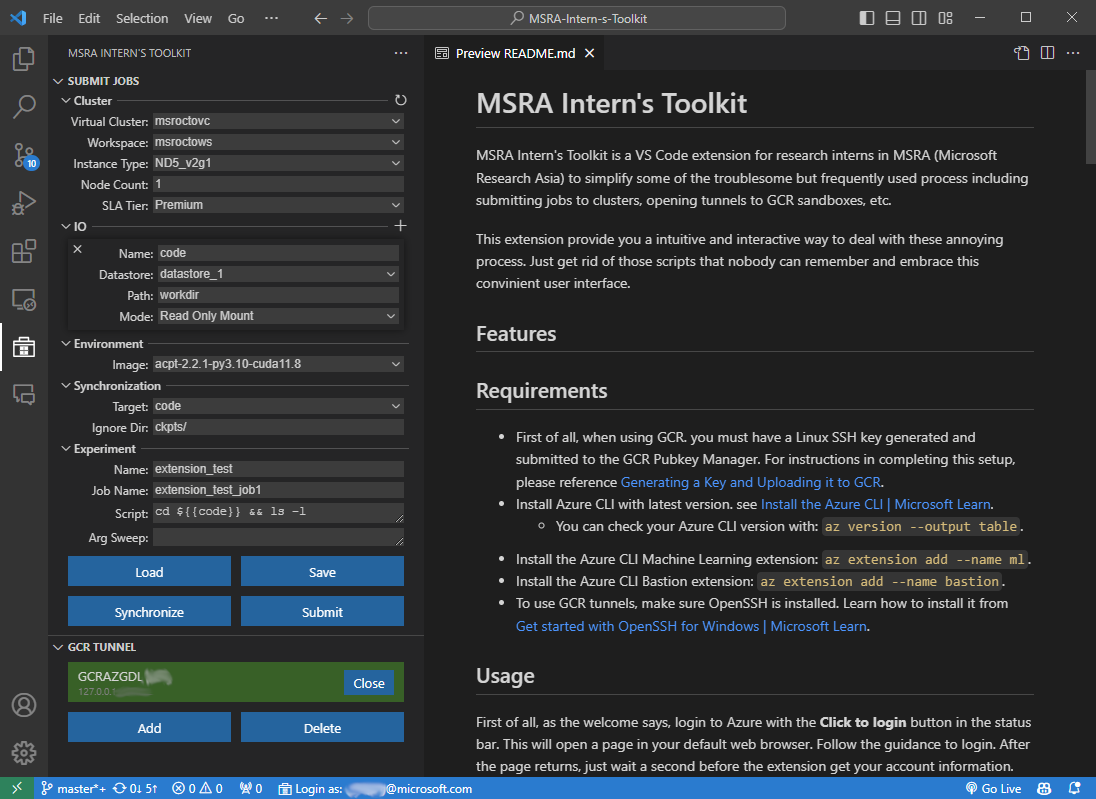 File Edit Selection View Go ··· MSRA-Intern-s-Toolkit
MSRA INTERN'S TOOLKIT
SUBMIT JOBS
Cluster
Virtual Cluster: msroctovc
Workspace: msroctows
Instance Type: ND5_v2g1
Node Count: 1
SLA Tier: Premium
IO
Name: code
Datastore: datastore_1
Path: workdir
Mode: Read Only Mount
Environment
Image: acpt-2.2.1-py3.10-cuda11.8
Synchronization
Target: code
Ignore Dir: ckpts/
Experiment
Name: extension_test
Job Name: extension_test_job1
Script: cd ${{code}} && ls -l
Arg Sweep:
Load Save
Synchronize Submit
GCR TUNNEL
GCRAZGDL
127.0.0.1
Close
Add Delete
10
Preview README.md
MSRA Intern's Toolkit
MSRA Intern's Toolkit is a VS Code extension for research interns in MSRA (Microsoft
Research Asia) to simplify some of the troublesome but frequently used process including
submitting jobs to clusters, opening tunnels to GCR sandboxes, etc.
This extension provide you a intuitive and interactive way to deal with these annoying
process. Just get rid of those scripts that nobody can remember and embrace this
convinient user interface.
Features
Requirements
• First of all, when using GCR. you must have a Linux SSH key generated and
submitted to the GCR Pubkey Manager. For instructions in completing this setup,
please reference Generating a Key and Uploading it to GCR.
• Install Azure CLI with latest version. see Install the Azure CLI | Microsoft Learn.
◦ You can check your Azure CLI version with: az version --output table.
• Install the Azure CLI Machine Learning extension: az extension add --name ml.
• Install the Azure CLI Bastion extension: az extension add --name bastion.
• To use GCR tunnels, make sure OpenSSH is installed. Learn how to install it from
Get started with OpenSSH for Windows | Microsoft Learn.
Usage
First of all, as the welcome says, login to Azure with the Click to login button in the status
bar. This will open a page in your default web browser. Follow the guidance to login. After
the page returns, just wait a second before the extension get your account information.
master*+ 0↓ 5↑ 0 0 0 Login as: @microsoft.com Go Live